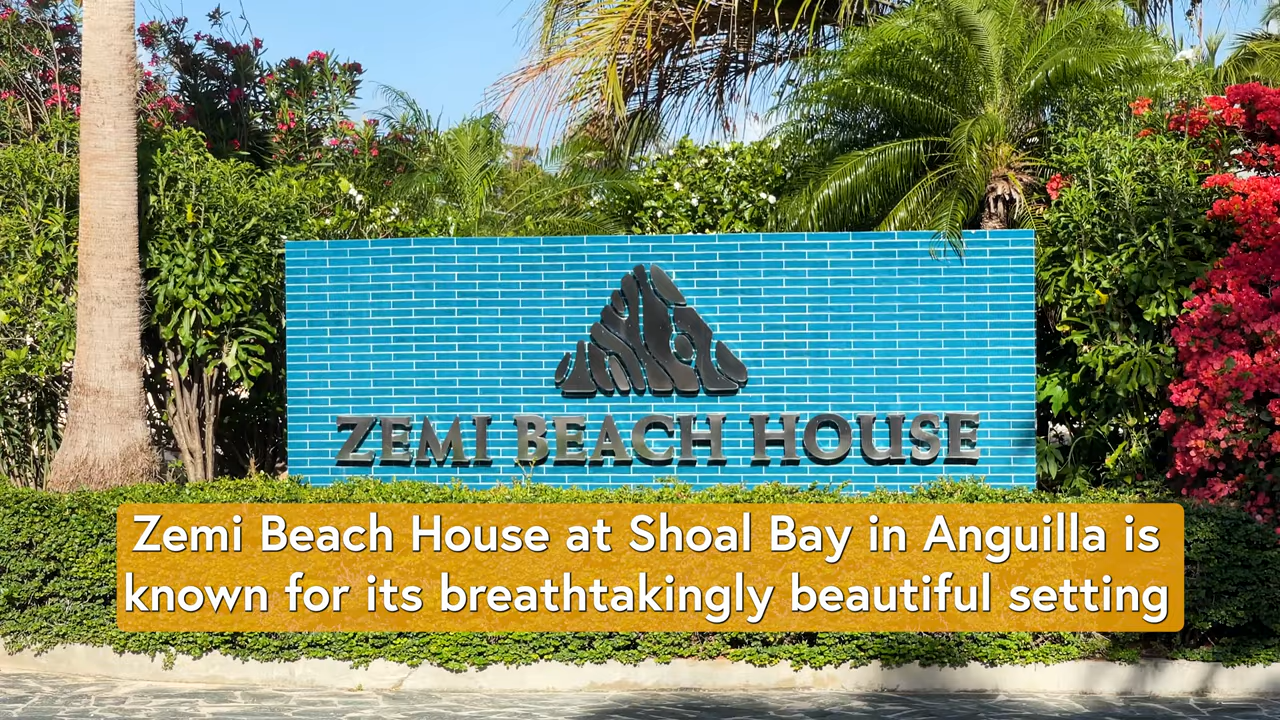 ZEMI BEACH HOUSE
Zemi Beach House at Shoal Bay in Anguilla is
known for its breathtakingly beautiful setting